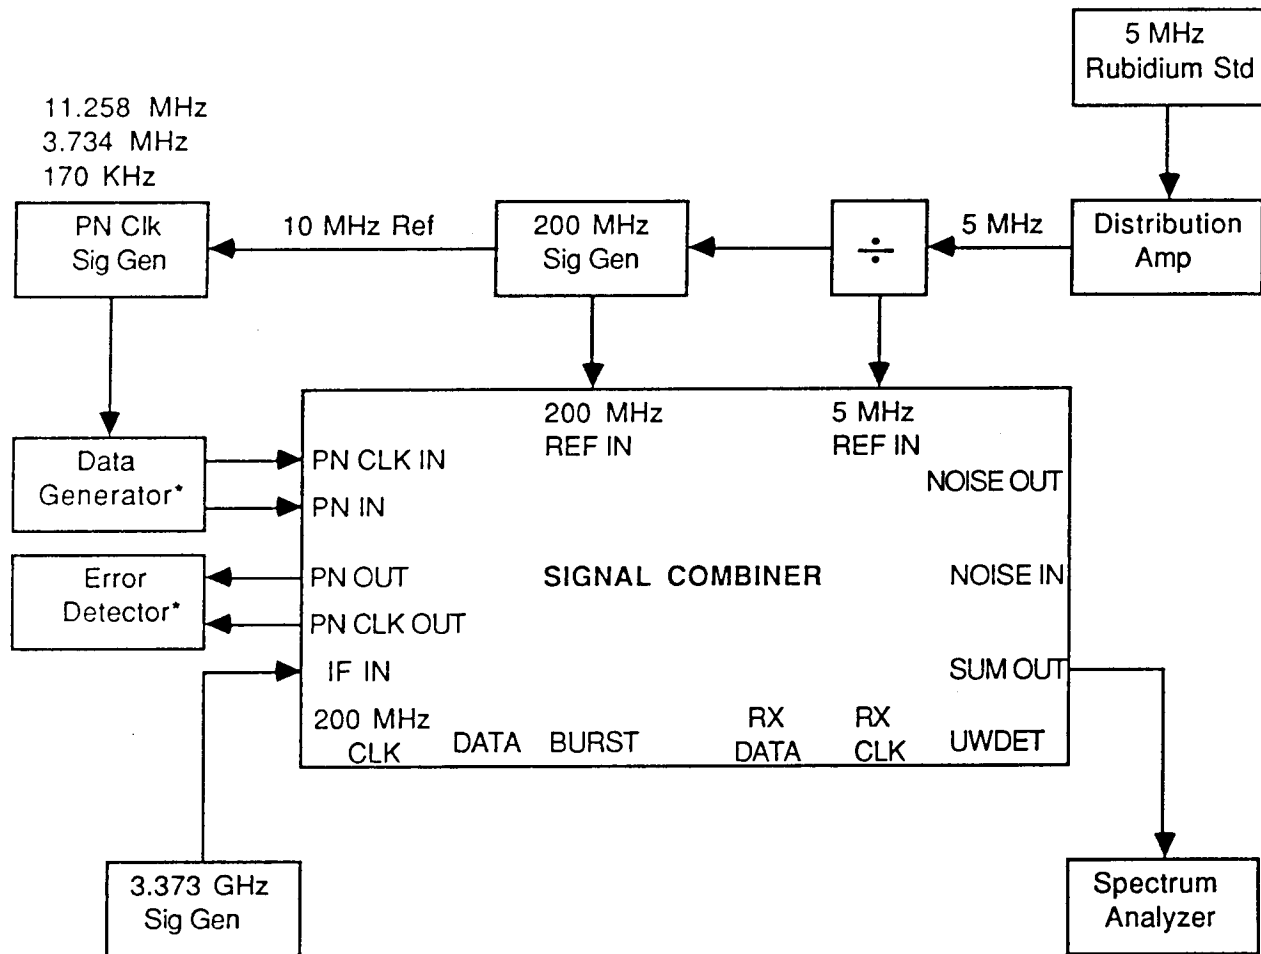 5 MHz
Rubidium Std
11.258 MHz
3.734 MHz
170 KHz
PN Clk
Sig Gen
10 MHz Ref
200 MHz
Sig Gen
÷
5 MHz
Distribution
Amp
200 MHz
REF IN
5 MHz
REF IN
Data
Generator*
PN CLK IN
PN IN
NOISE OUT
Error
Detector*
PN OUT
PN CLK OUT
SIGNAL COMBINER
NOISE IN
IF IN
SUM OUT
200 MHz
CLK
DATA
BURST
RX
DATA
RX
CLK
UWDET
3.373 GHz
Sig Gen
Spectrum
Analyzer